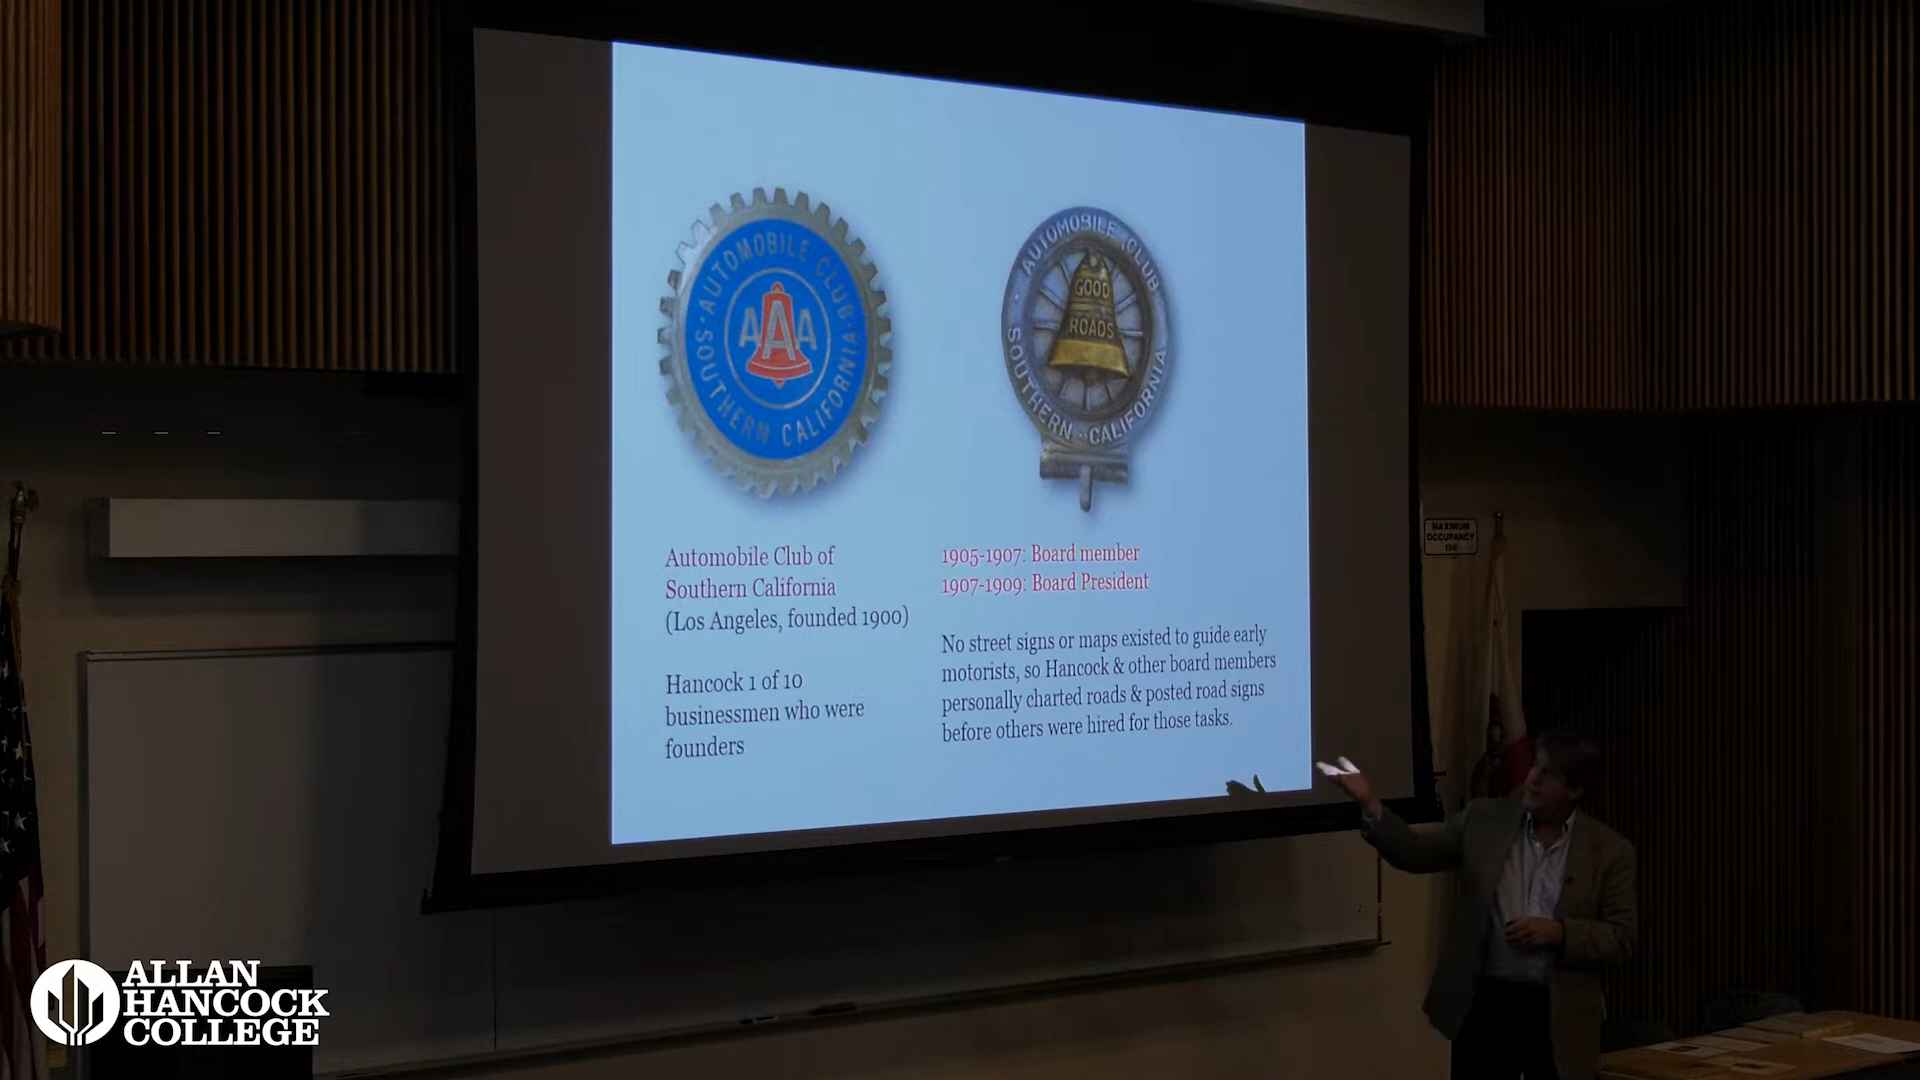 AUTOMOBILE CLUB
SOUTHERN CALIFORNIA
AAA
AUTOMOBILE CLUB
SOUTHERN · CALIFORNIA
GOOD
ROADS
Automobile Club of
Southern California
(Los Angeles, founded 1900)
Hancock 1 of 10
businessmen who were
founders
1905-1907: Board member
1907-1909: Board President
No street signs or maps existed to guide early
motorists, so Hancock & other board members
personally charted roads & posted road signs
before others were hired for those tasks.
MAXIMUM
OCCUPANCY
ALLAN
HANCOCK
COLLEGE